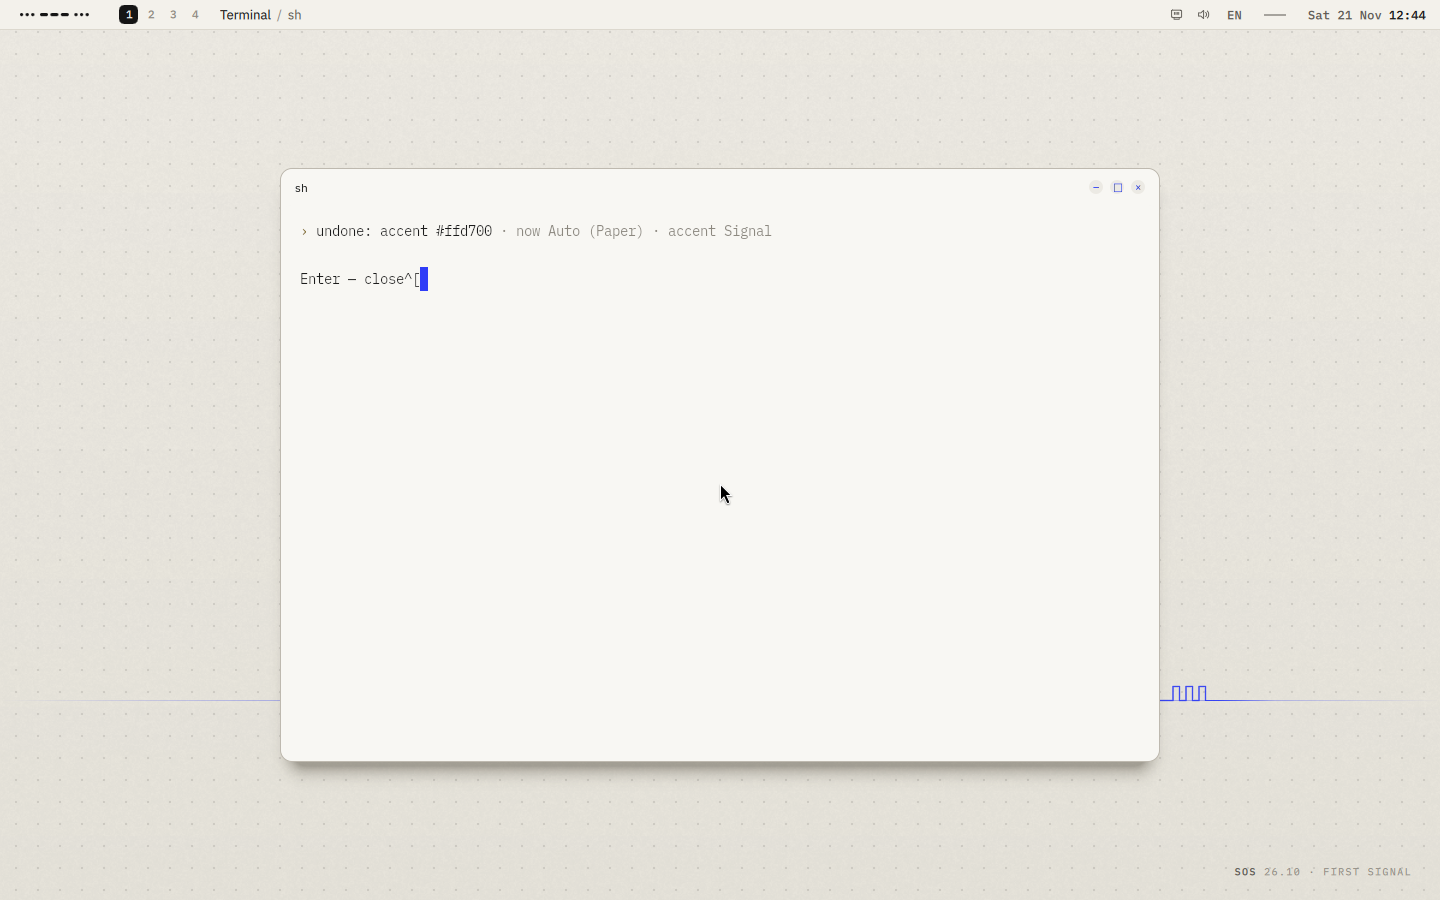 1 2 3 4 Terminal / sh EN Sat 21 Nov 12:44
sh
› undone: accent #ffd700 · now Auto (Paper) · accent Signal
Enter — close^[
SOS 26.10 · FIRST SIGNAL